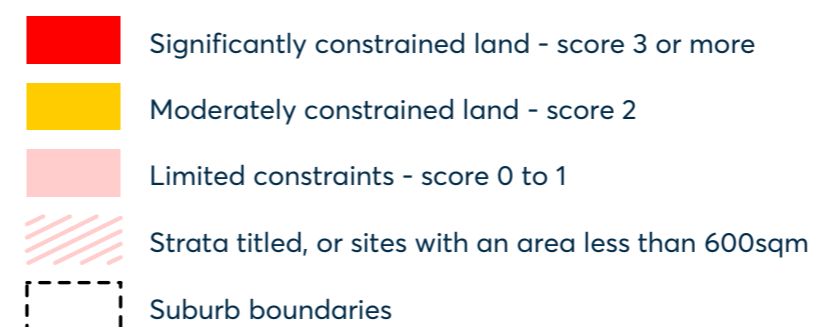 Significantly constrained land - score 3 or more
Moderately constrained land - score 2
Limited constraints - score 0 to 1
Strata titled, or sites with an area less than 600sqm
Suburb boundaries